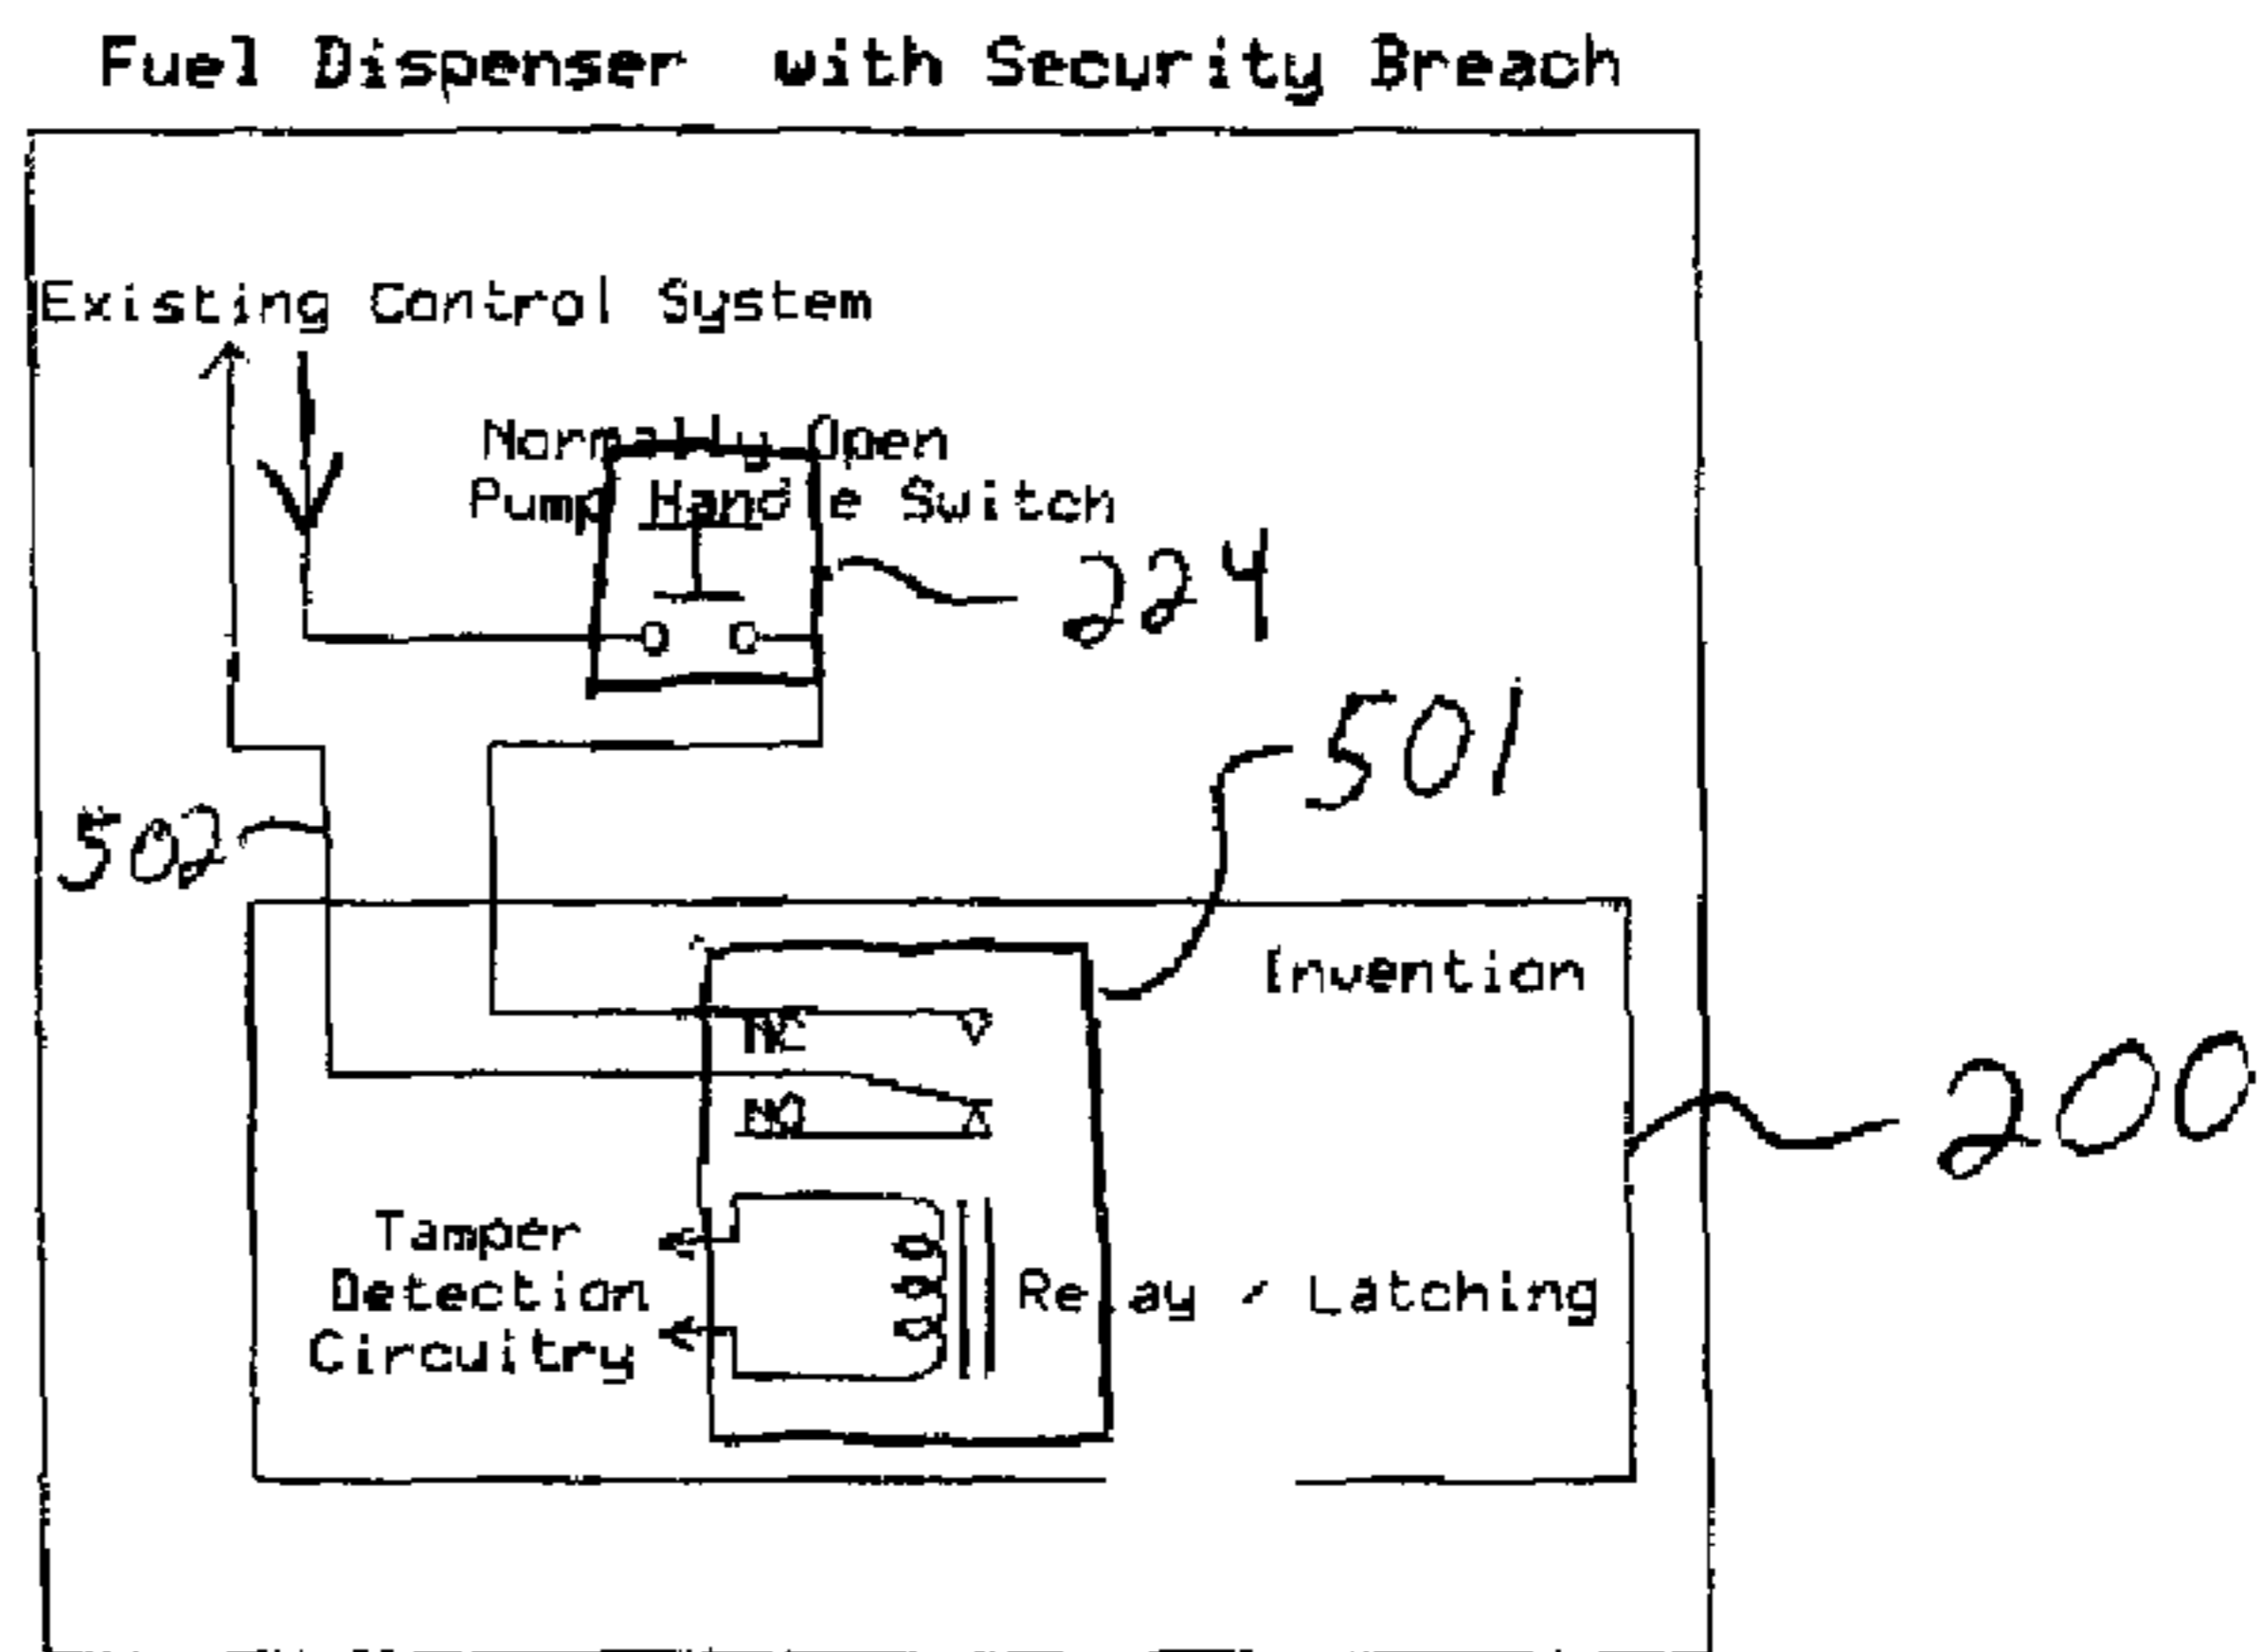 Fuel Dispenser with Security Breach
Existing Control System
Normally Open
Pump Handle Switch
224
501
502
Invention
NC
NO
200
Tamper
Detection
Circuitry
Relay / Latching